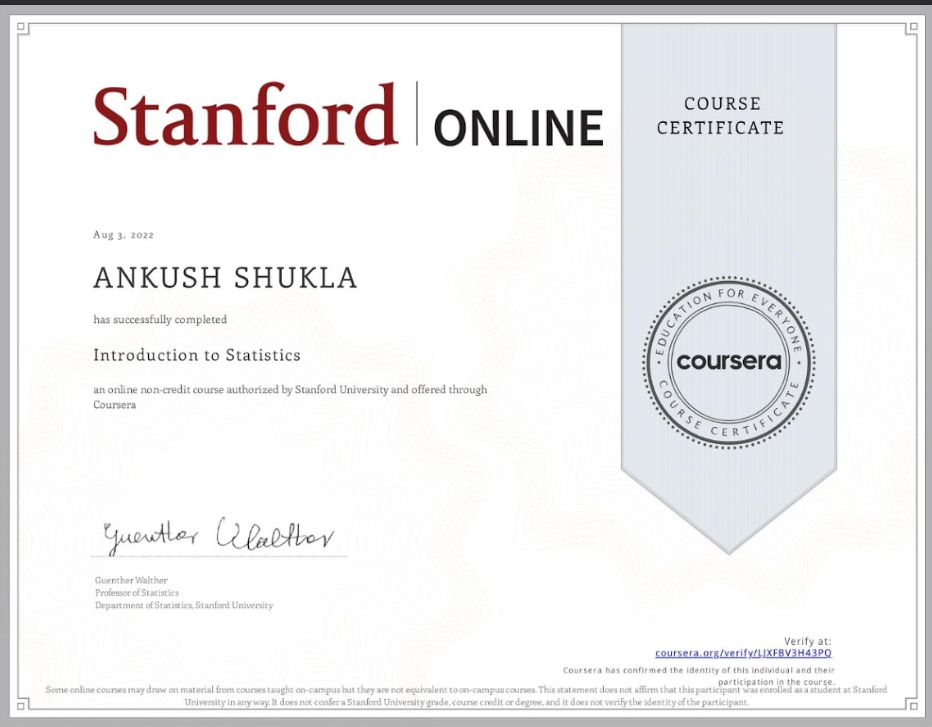 Stanford | ONLINE
COURSE
CERTIFICATE
Aug 3, 2022
ANKUSH SHUKLA
has successfully completed
Introduction to Statistics
an online non-credit course authorized by Stanford University and offered through
Coursera
EDUCATION FOR EVERYONE
coursera
COURSE CERTIFICATE
Guenther Walther
Guenther Walther
Professor of Statistics
Department of Statistics, Stanford University
Verify at:
coursera.org/verify/LJXFBV3H43PQ
Coursera has confirmed the identity of this individual and their
participation in the course.
Some online courses may draw on material from courses taught on-campus but they are not equivalent to on-campus courses. This statement does not affirm that this participant was enrolled as a student at Stanford
University in any way. It does not confer a Stanford University grade, course credit or degree, and it does not verify the identity of the participant.